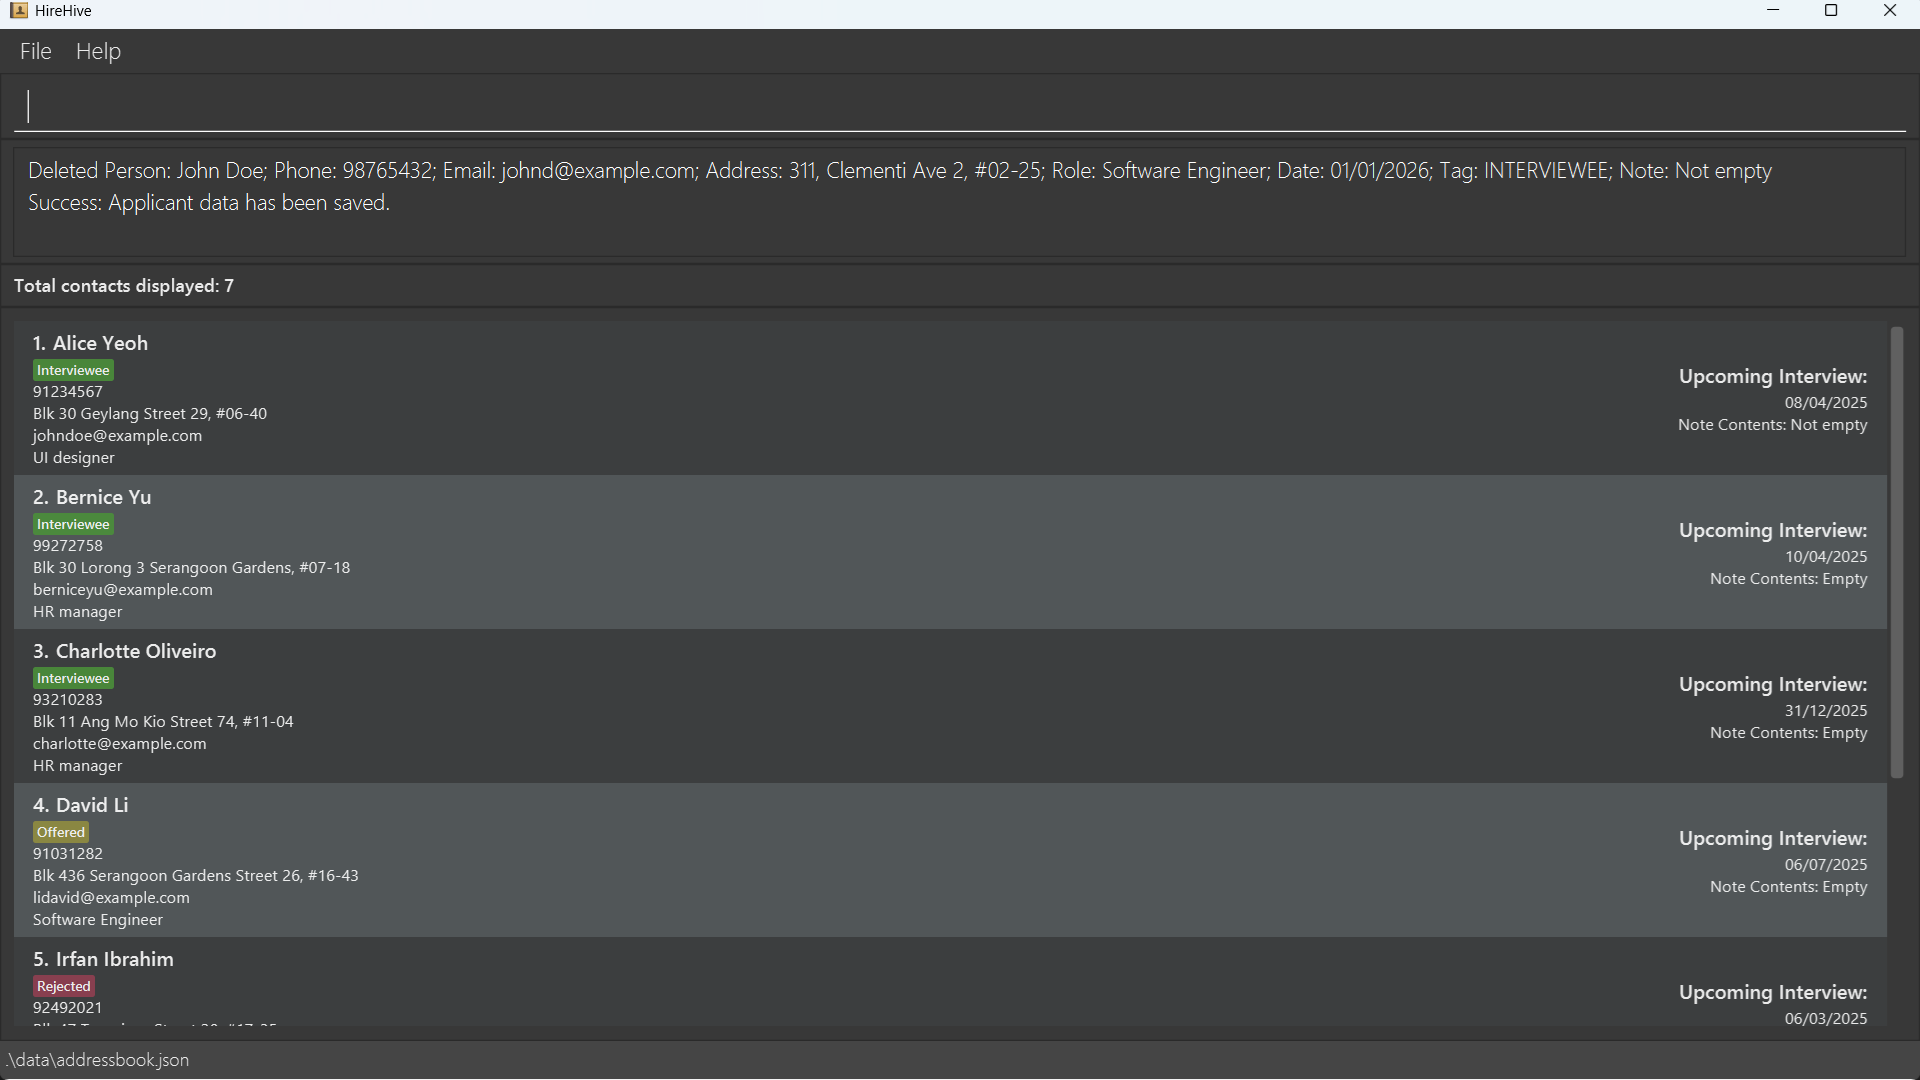 HireHive
File Help
Deleted Person: John Doe; Phone: 98765432; Email: johnd@example.com; Address: 311, Clementi Ave 2, #02-25; Role: Software Engineer; Date: 01/01/2026; Tag: INTERVIEWEE; Note: Not empty
Success: Applicant data has been saved.
Total contacts displayed: 7
1. Alice Yeoh
Interviewee
91234567
Blk 30 Geylang Street 29, #06-40
johndoe@example.com
UI designer
Upcoming Interview:
08/04/2025
Note Contents: Not empty
2. Bernice Yu
Interviewee
99272758
Blk 30 Lorong 3 Serangoon Gardens, #07-18
berniceyu@example.com
HR manager
Upcoming Interview:
10/04/2025
Note Contents: Empty
3. Charlotte Oliveiro
Interviewee
93210283
Blk 11 Ang Mo Kio Street 74, #11-04
charlotte@example.com
HR manager
Upcoming Interview:
31/12/2025
Note Contents: Empty
4. David Li
Offered
91031282
Blk 436 Serangoon Gardens Street 26, #16-43
lidavid@example.com
Software Engineer
Upcoming Interview:
06/07/2025
Note Contents: Empty
5. Irfan Ibrahim
Rejected
92492021
Upcoming Interview:
06/03/2025
.\data\addressbook.json